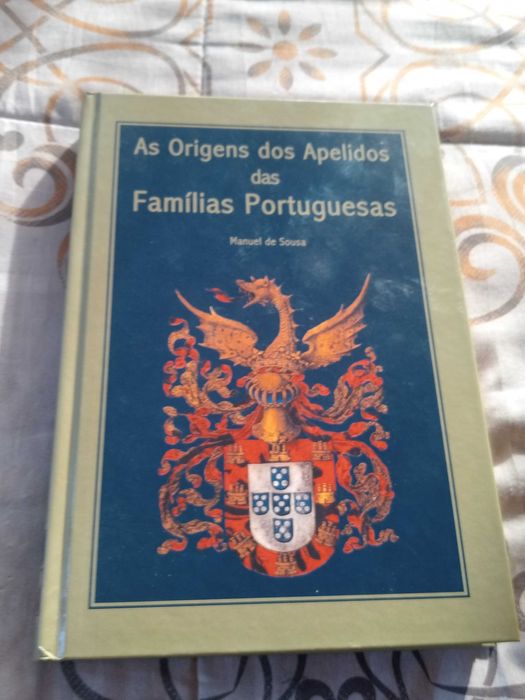 As Origens dos Apelidos
das
Famílias Portuguesas
Manuel de Sousa